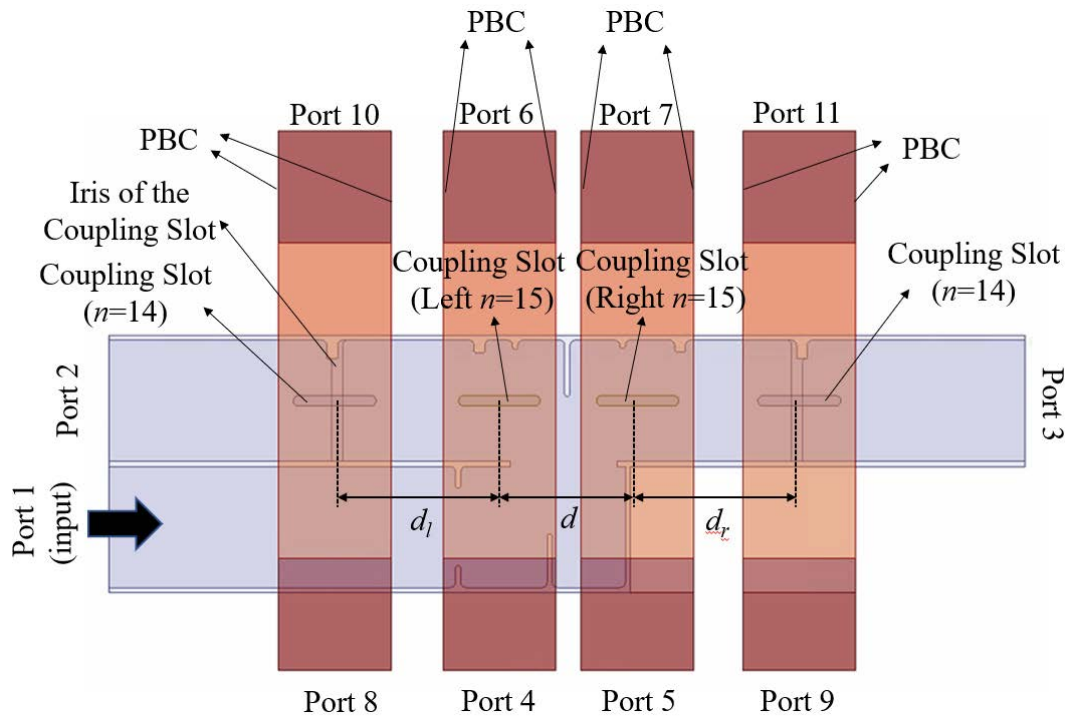 PBC
PBC
Port 10
Port 6
Port 7
Port 11
PBC
PBC
Iris of the
Coupling Slot
Coupling Slot
(n=14)
Coupling Slot
(Left n=15)
Coupling Slot
(Right n=15)
Coupling Slot
(n=14)
Port 2
Port 3
Port 1
(input)
d_l
d
d_r
Port 8
Port 4
Port 5
Port 9